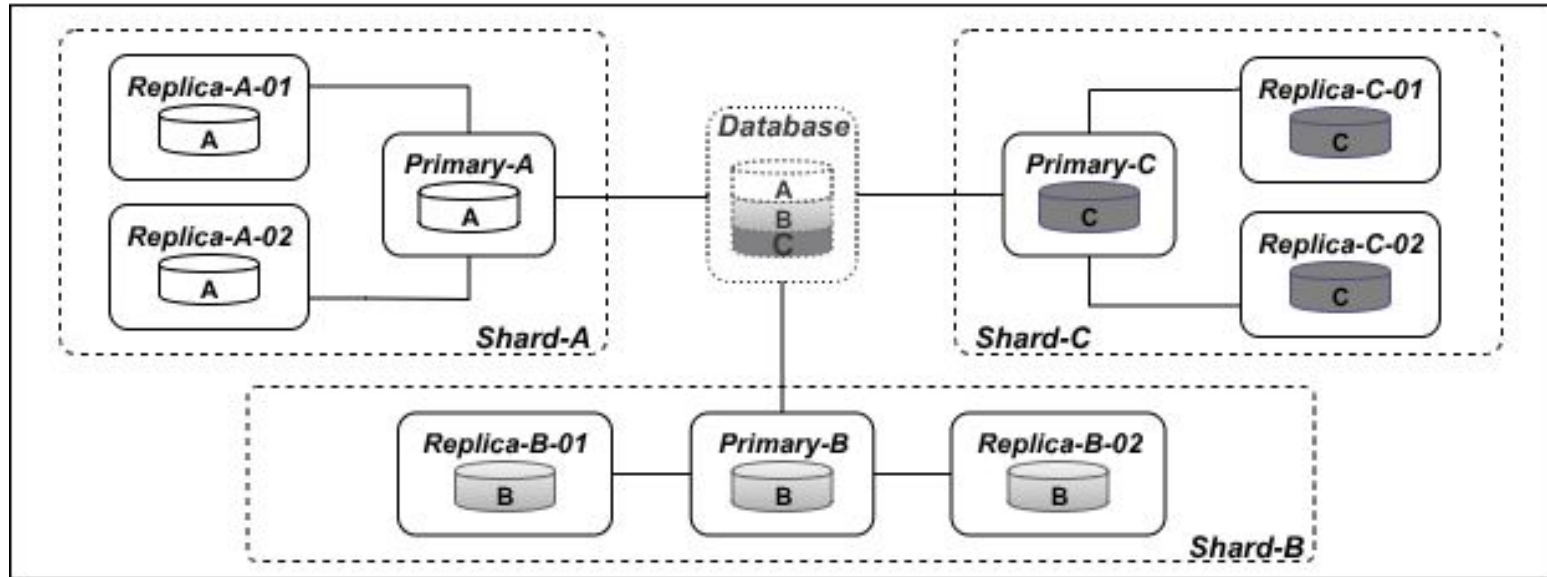 Replica-A-01
A
Replica-A-02
A
Primary-A
A
Shard-A
Database
A
B
C
Primary-C
C
Replica-C-01
C
Replica-C-02
C
Shard-C
Replica-B-01
B
Primary-B
B
Replica-B-02
B
Shard-B